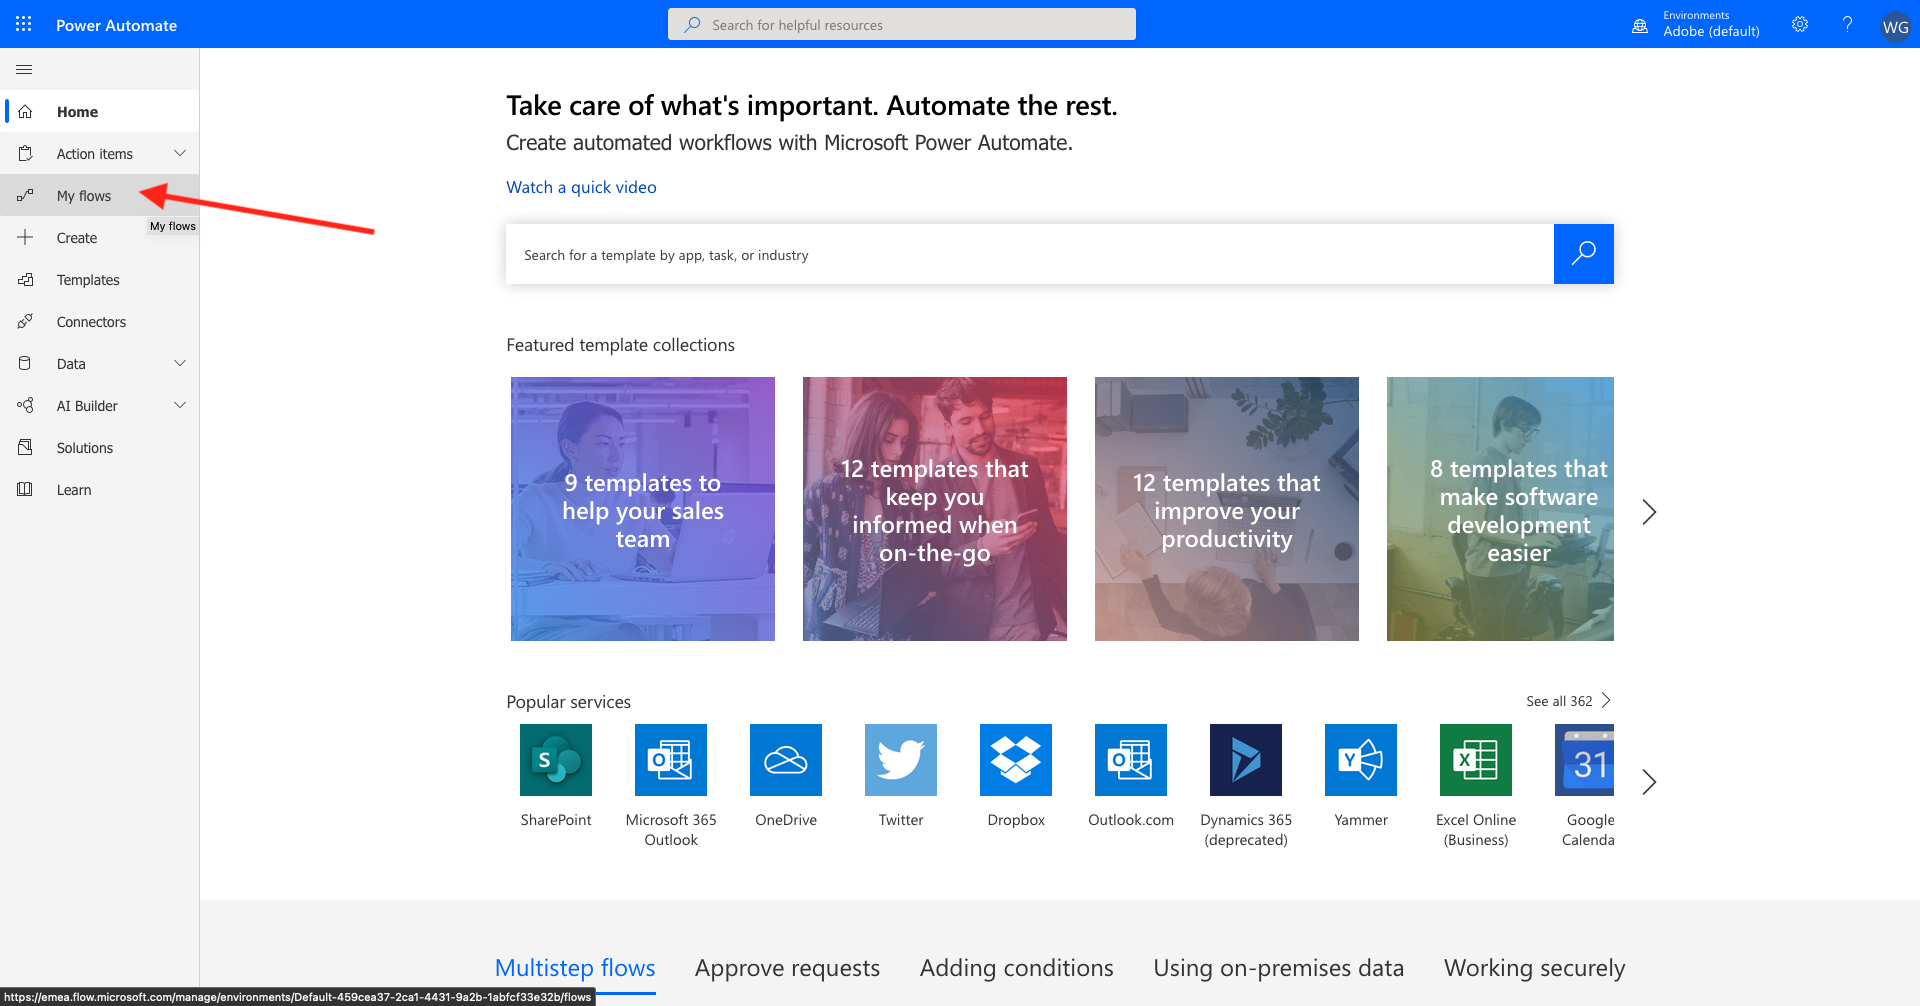 Power Automate
Search for helpful resources
Environments
Adobe (default)
?
WG
Home
Action items
My flows
My flows
Create
Templates
Connectors
Data
AI Builder
Solutions
Learn
Take care of what's important. Automate the rest.
Create automated workflows with Microsoft Power Automate.
Watch a quick video
Search for a template by app, task, or industry
Featured template collections
9 templates to
help your sales
team
12 templates that
keep you
informed when
on-the-go
12 templates that
improve your
productivity
8 templates that
make software
development
easier
Popular services
See all 362
S
O
O
Y
X
31
SharePoint
Microsoft 365
Outlook
OneDrive
Twitter
Dropbox
Outlook.com
Dynamics 365
(deprecated)
Yammer
Excel Online
(Business)
Google
Calenda
Multistep flows
Approve requests
Adding conditions
Using on-premises data
Working securely
https://emea.flow.microsoft.com/manage/environments/Default-459cea37-2ca1-4431-9a2b-1abfcf33e32b/flows